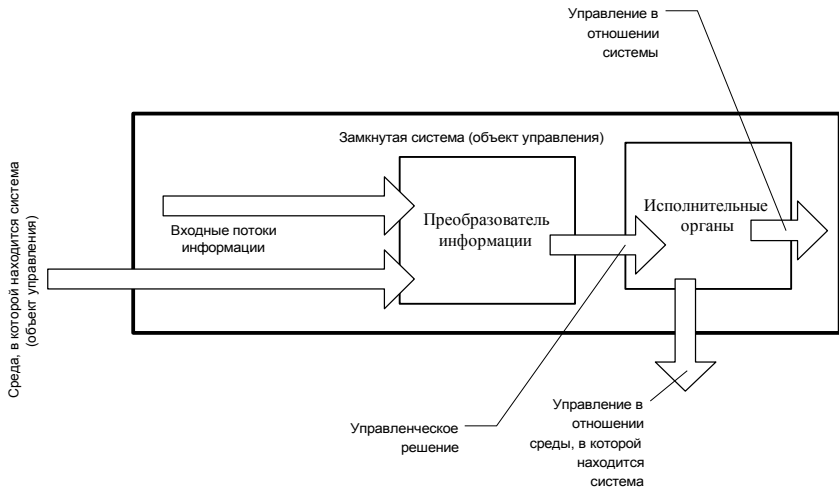 Управление в
отношении
системы
Замкнутая система (объект управления)
Среда, в которой находится система
(объект управления)
Входные потоки
информации
Преобразователь
информации
Исполнительные
органы
Управленческое
решение
Управление в
отношении
среды, в которой
находится
система